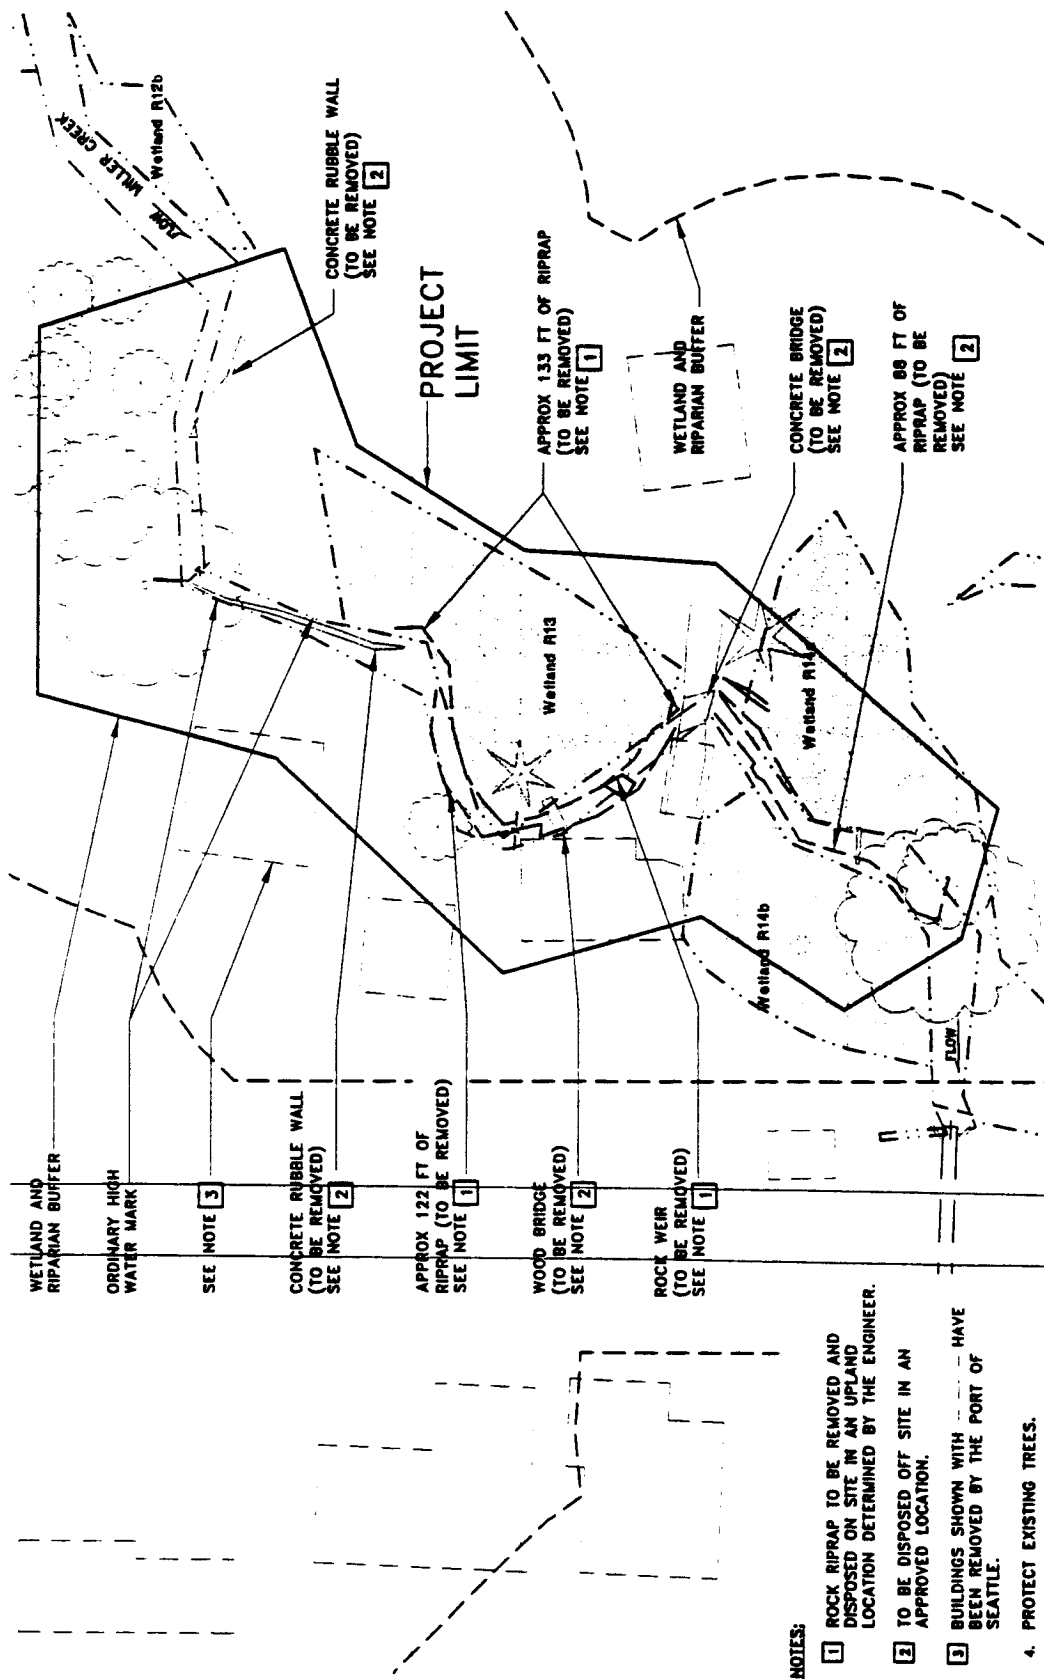 WETLAND AND
RIPARIAN BUFFER
ORDINARY HIGH
WATER MARK
SEE NOTE 3
CONCRETE RUBBLE WALL
(TO BE REMOVED)
SEE NOTE 2
APPROX 122 FT OF
RIPRAP (TO BE REMOVED)
SEE NOTE 1
WOOD BRIDGE
(TO BE REMOVED)
SEE NOTE 2
ROCK WEIR
(TO BE REMOVED)
SEE NOTE 1
MILLER CREEK
FLOW
Wetland R12b
CONCRETE RUBBLE WALL
(TO BE REMOVED)
SEE NOTE 2
PROJECT
LIMIT
APPROX 133 FT OF RIPRAP
(TO BE REMOVED)
SEE NOTE 1
WETLAND AND
RIPARIAN BUFFER
CONCRETE BRIDGE
(TO BE REMOVED)
SEE NOTE 2
APPROX 88 FT OF
RIPRAP (TO BE
REMOVED)
SEE NOTE 2
Wetland R13
Wetland R14a
Wetland R14b
FLOW
NOTES:
1 ROCK RIPRAP TO BE REMOVED AND
DISPOSED ON SITE IN AN UPLAND
LOCATION DETERMINED BY THE ENGINEER.
2 TO BE DISPOSED OFF SITE IN AN
APPROVED LOCATION.
3 BUILDINGS SHOWN WITH - - - - HAVE
BEEN REMOVED BY THE PORT OF
SEATTLE.
4. PROTECT EXISTING TREES.